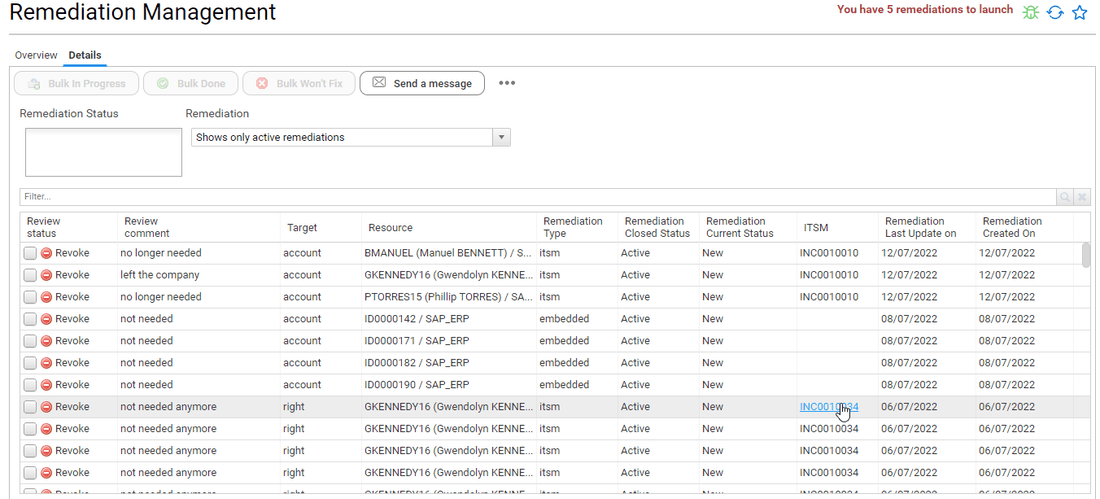 Remediation Management
You have 5 remediations to launch
Overview Details
Bulk In Progress Bulk Done Bulk Won't Fix Send a message •••
Remediation Status Remediation
Shows only active remediations
Filter...
Review status Review comment Target Resource Remediation Type Remediation Closed Status Remediation Current Status ITSM Remediation Last Update on Remediation Created On
Revoke no longer needed account BMANUEL (Manuel BENNETT) / S... itsm Active New INC0010010 12/07/2022 12/07/2022
Revoke left the company account GKENNEDY16 (Gwendolyn KENNE... itsm Active New INC0010010 12/07/2022 12/07/2022
Revoke no longer needed account PTORRES15 (Phillip TORRES) / SA... itsm Active New INC0010010 12/07/2022 12/07/2022
Revoke not needed account ID0000142 / SAP_ERP embedded Active New 08/07/2022 08/07/2022
Revoke not needed account ID0000171 / SAP_ERP embedded Active New 08/07/2022 08/07/2022
Revoke not needed account ID0000182 / SAP_ERP embedded Active New 08/07/2022 08/07/2022
Revoke not needed account ID0000190 / SAP_ERP embedded Active New 08/07/2022 08/07/2022
Revoke not needed anymore right GKENNEDY16 (Gwendolyn KENNE... itsm Active New INC0010034 06/07/2022 06/07/2022
Revoke not needed anymore right GKENNEDY16 (Gwendolyn KENNE... itsm Active New INC0010034 06/07/2022 06/07/2022
Revoke not needed anymore right GKENNEDY16 (Gwendolyn KENNE... itsm Active New INC0010034 06/07/2022 06/07/2022
Revoke not needed anymore right GKENNEDY16 (Gwendolyn KENNE... itsm Active New INC0010034 06/07/2022 06/07/2022